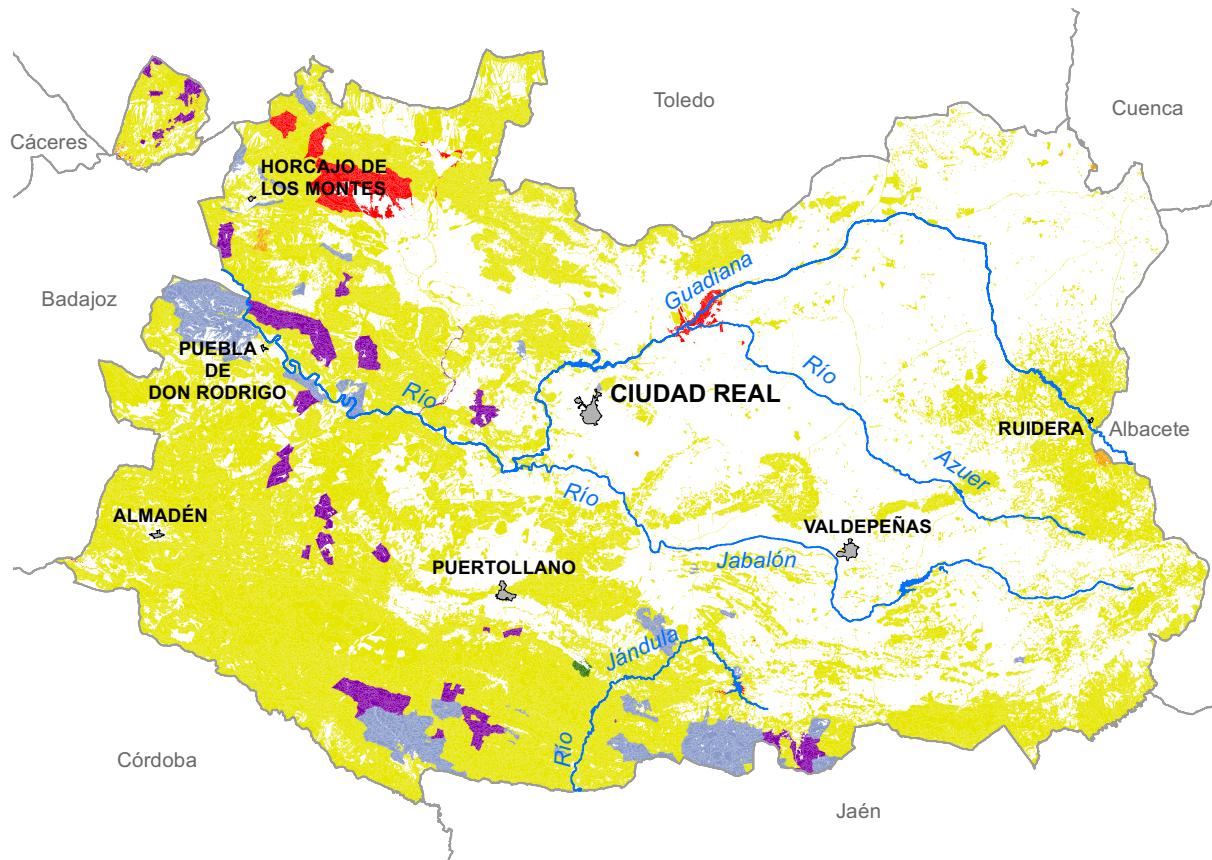 Toledo
Cuenca
Cáceres
HORCAJO DE
LOS MONTES
Guadiana
Badajoz
PUEBLA
DE
DON RODRIGO
Río
CIUDAD REAL
Río
RUIDERA
Albacete
Azuer
Río
ALMADÉN
VALDEPEÑAS
Jabalón
PUERTOLLANO
Jándula
Río
Córdoba
Jaén